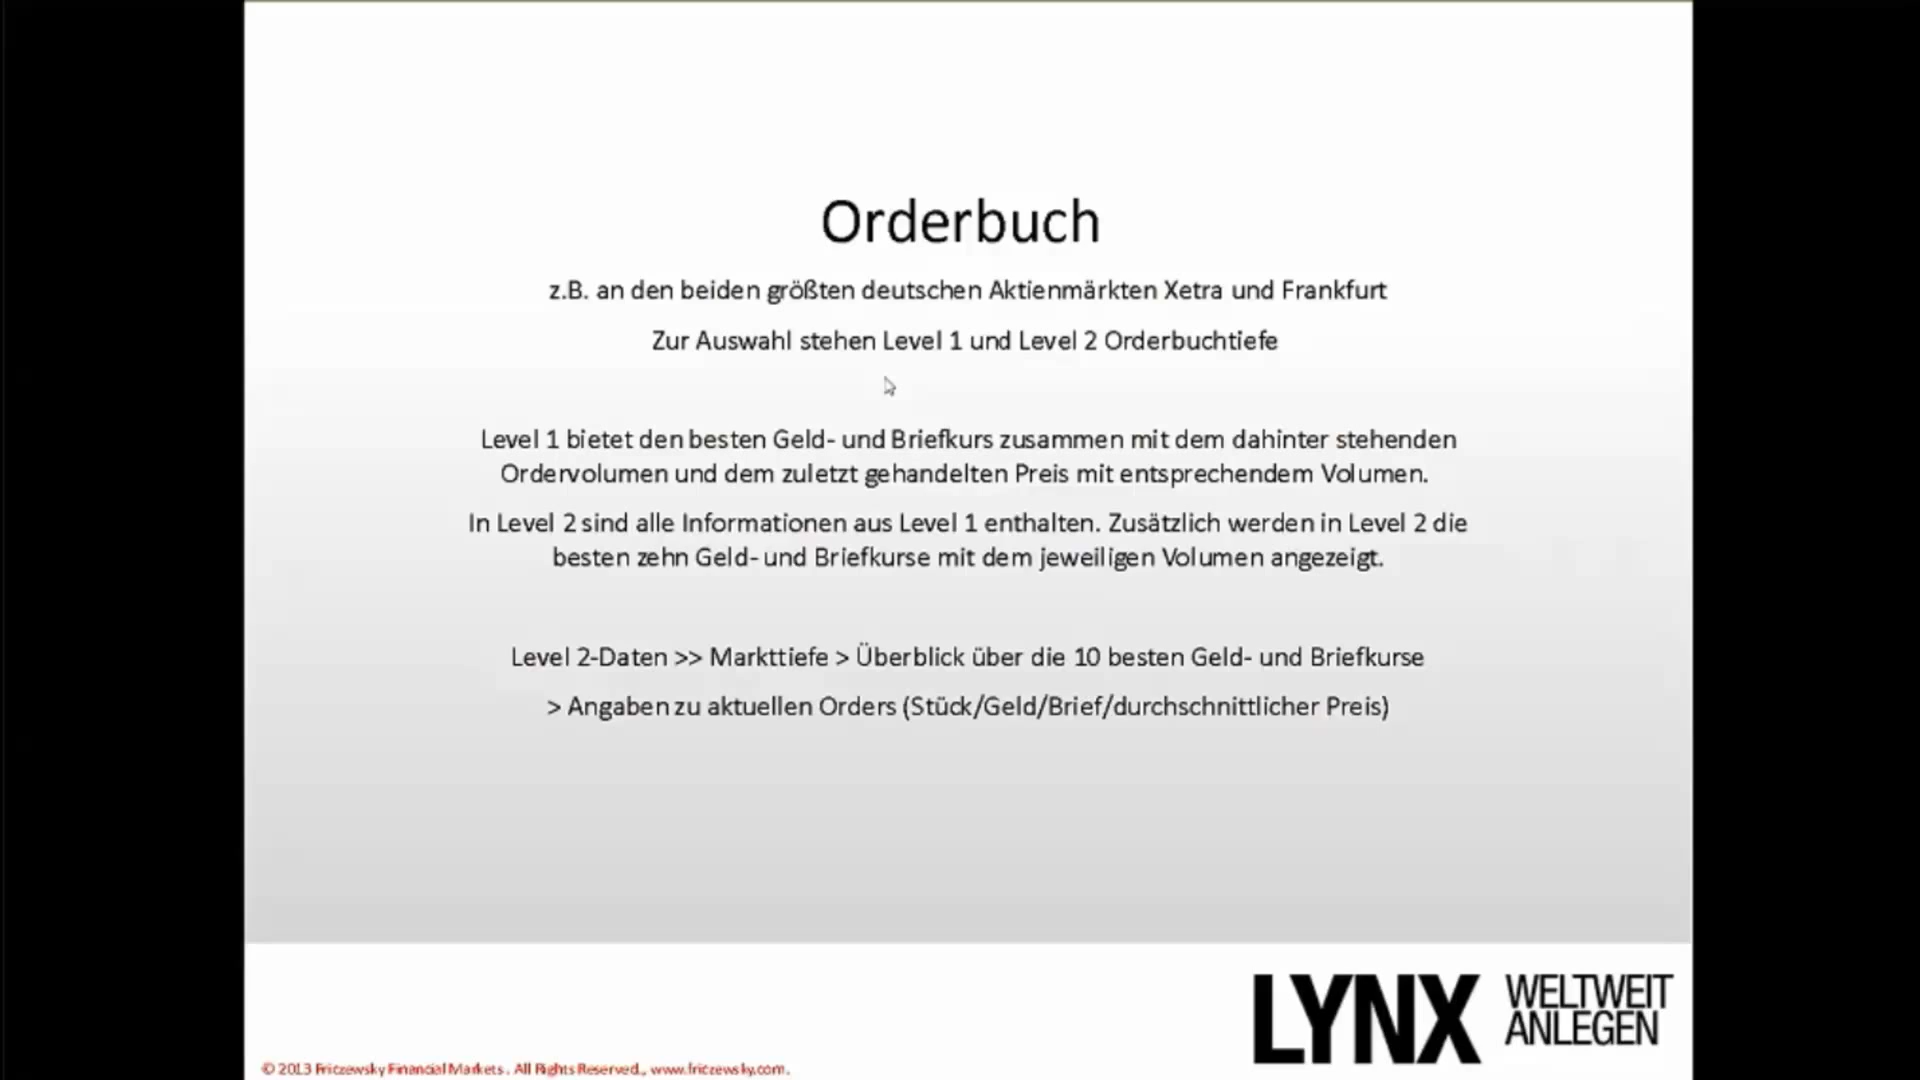 Orderbuch
z.B. an den beiden größten deutschen Aktienmärkten Xetra und Frankfurt
Zur Auswahl stehen Level 1 und Level 2 Orderbuchtiefe
Level 1 bietet den besten Geld- und Briefkurs zusammen mit dem dahinter stehenden
Ordervolumen und dem zuletzt gehandelten Preis mit entsprechendem Volumen.
In Level 2 sind alle Informationen aus Level 1 enthalten. Zusätzlich werden in Level 2 die
besten zehn Geld- und Briefkurse mit dem jeweiligen Volumen angezeigt.
Level 2-Daten >> Markttiefe > Überblick über die 10 besten Geld- und Briefkurse
> Angaben zu aktuellen Orders (Stück/Geld/Brief/durchschnittlicher Preis)
LYNX WELTWEIT
ANLEGEN
© 2013 Friczewsky Financial Markets. All Rights Reserved., www.friczewsky.com.